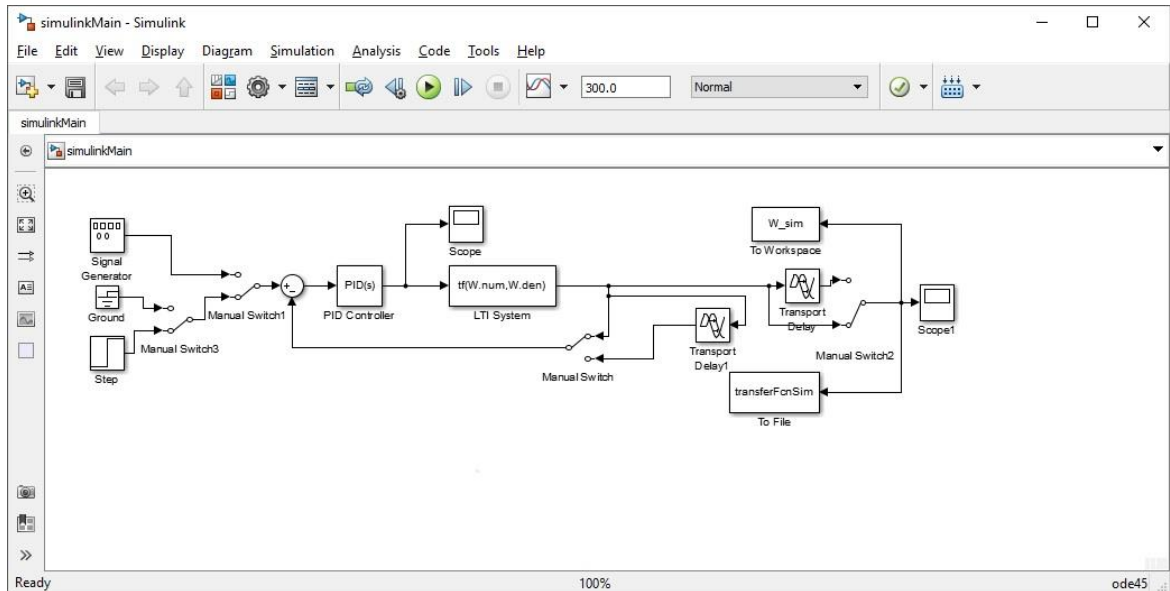 simulinkMain - Simulink
File Edit View Display Diagram Simulation Analysis Code Tools Help
300.0
Normal
simulinkMain
simulinkMain
Signal
Generator
Ground
Step
Manual Switch3
Manual Switch1
+
-
PID(s)
PID Controller
Scope
tf(W.num,W.den)
LTI System
Manual Switch
Transport
Delay1
W_sim
To Workspace
Transport
Delay
Manual Switch2
Scope1
transferFcnSim
To File
Ready
100%
ode45